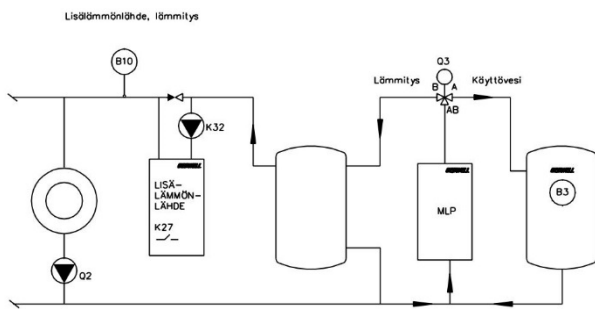 Lisälämmönlähde, lämmitys
B10
Q3
B
A
Lämmitys
Käyttövesi
AB
K32
LISÄ-
LÄMMÖN-
LÄHDE
K27
MLP
B3
Q2